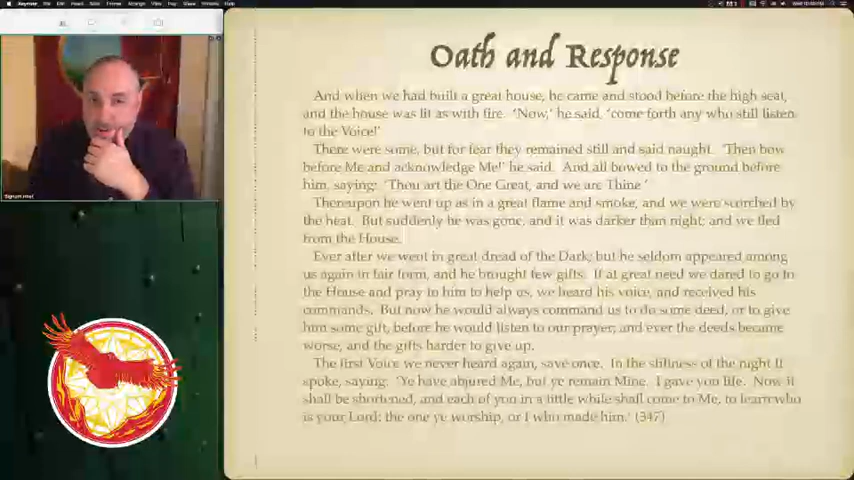 Oath and Response
And when we had built a great house, he came and stood before the high seat,
and the house was lit as with fire. 'Now,' he said, 'come forth any who still listen
to the Voice!'
There were some, but for fear they remained still and said naught. 'Then bow
before Me and acknowledge Me!' he said. And all bowed to the ground before
him, saying: 'Thou art the One Great, and we are Thine.'
Thereupon he went up as in a great flame and smoke, and we were scorched by
the heat. But suddenly he was gone, and it was darker than night; and we fled
from the House.
Ever after we went in great dread of the Dark; but he seldom appeared among
us again in fair form, and he brought few gifts. If at great need we dared to go to
the House and pray to him to help us, we heard his voice, and received his
commands. But now he would always command us to do some deed, or to give
him some gift, before he would listen to our prayer; and ever the deeds became
worse, and the gifts harder to give up.
The first Voice we never heard again, save once. In the stillness of the night It
spoke, saying: 'Ye have abjured Me, but ye remain Mine. I gave you life. Now it
shall be shortened, and each of you in a little while shall come to Me, to learn who
is your Lord: the one ye worship, or I who made him.' (347)